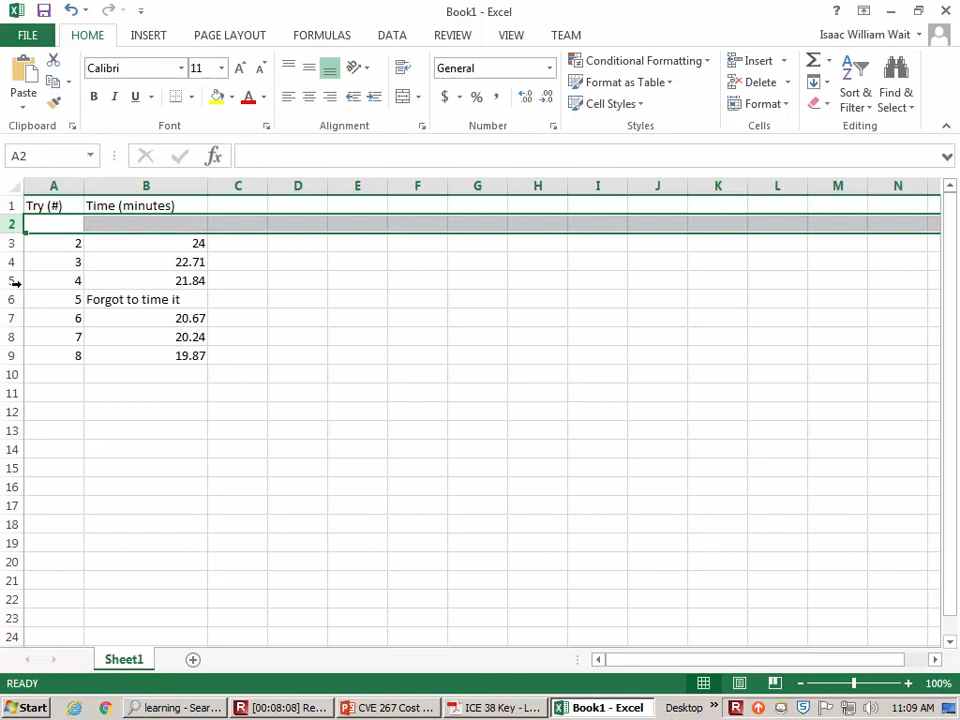 Book1 - Excel
FILE HOME INSERT PAGE LAYOUT FORMULAS DATA REVIEW VIEW TEAM Isaac William Wait
Paste Calibri 11 B I U A General $ % , Conditional Formatting Format as Table Cell Styles Insert Delete Format Sort & Filter Find & Select
Clipboard Font Alignment Number Styles Cells Editing
A2 fx
A B C D E F G H I J K L M N
1 Try (#) Time (minutes)
2
3 2 24
4 3 22.71
5 4 21.84
6 5 Forgot to time it
7 6 20.67
8 7 20.24
9 8 19.87
10
11
12
13
14
15
16
17
18
19
20
21
22
23
24
Sheet1
READY 100%
Start learning - Sear... [00:08:08] Re... CVE 267 Cost ... ICE 38 Key - L... Book1 - Excel Desktop 11:09 AM